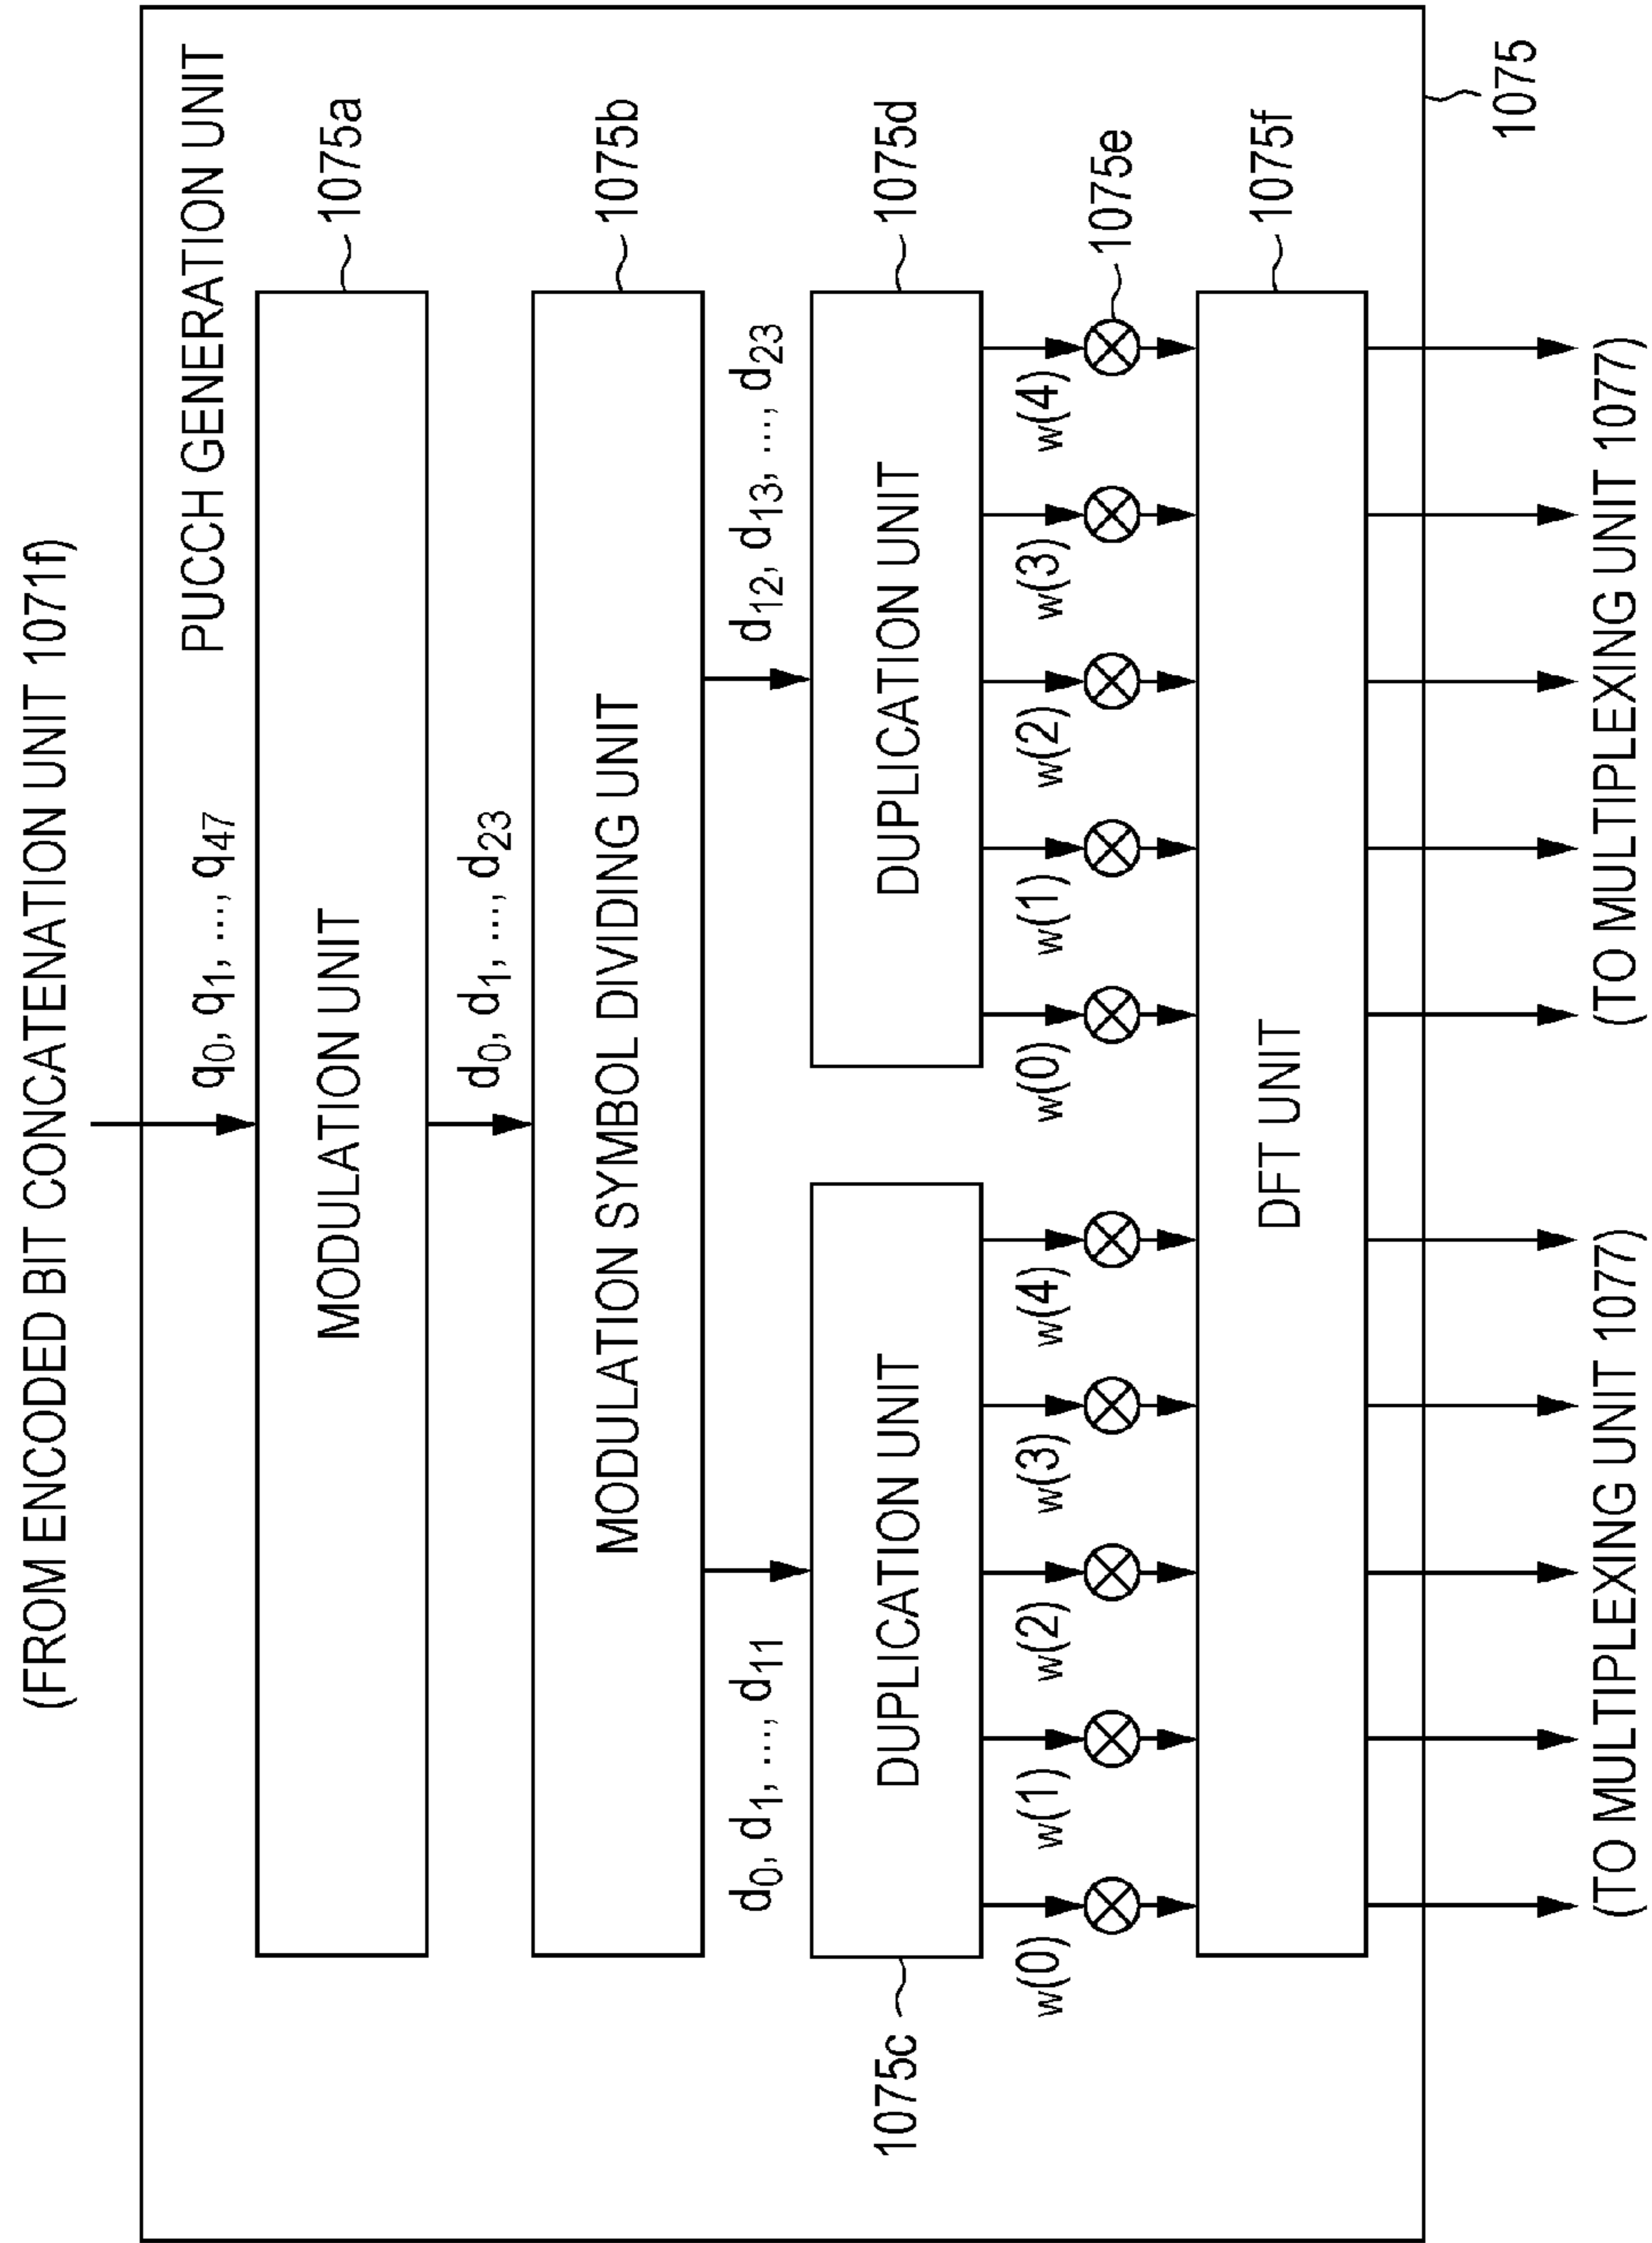 (FROM ENCODED BIT CONCATENATION UNIT 1071f)
PUCCH GENERATION UNIT
q0, q1, ..., q47
MODULATION UNIT
1075a
d0, d1, ..., d23
MODULATION SYMBOL DIVIDING UNIT
1075b
d0, d1, ..., d11
d12, d13, ..., d23
1075c
DUPLICATION UNIT
DUPLICATION UNIT
1075d
w(0) w(1) w(2) w(3) w(4)
w(0) w(1) w(2) w(3) w(4)
1075e
DFT UNIT
1075f
1075
(TO MULTIPLEXING UNIT 1077)
(TO MULTIPLEXING UNIT 1077)